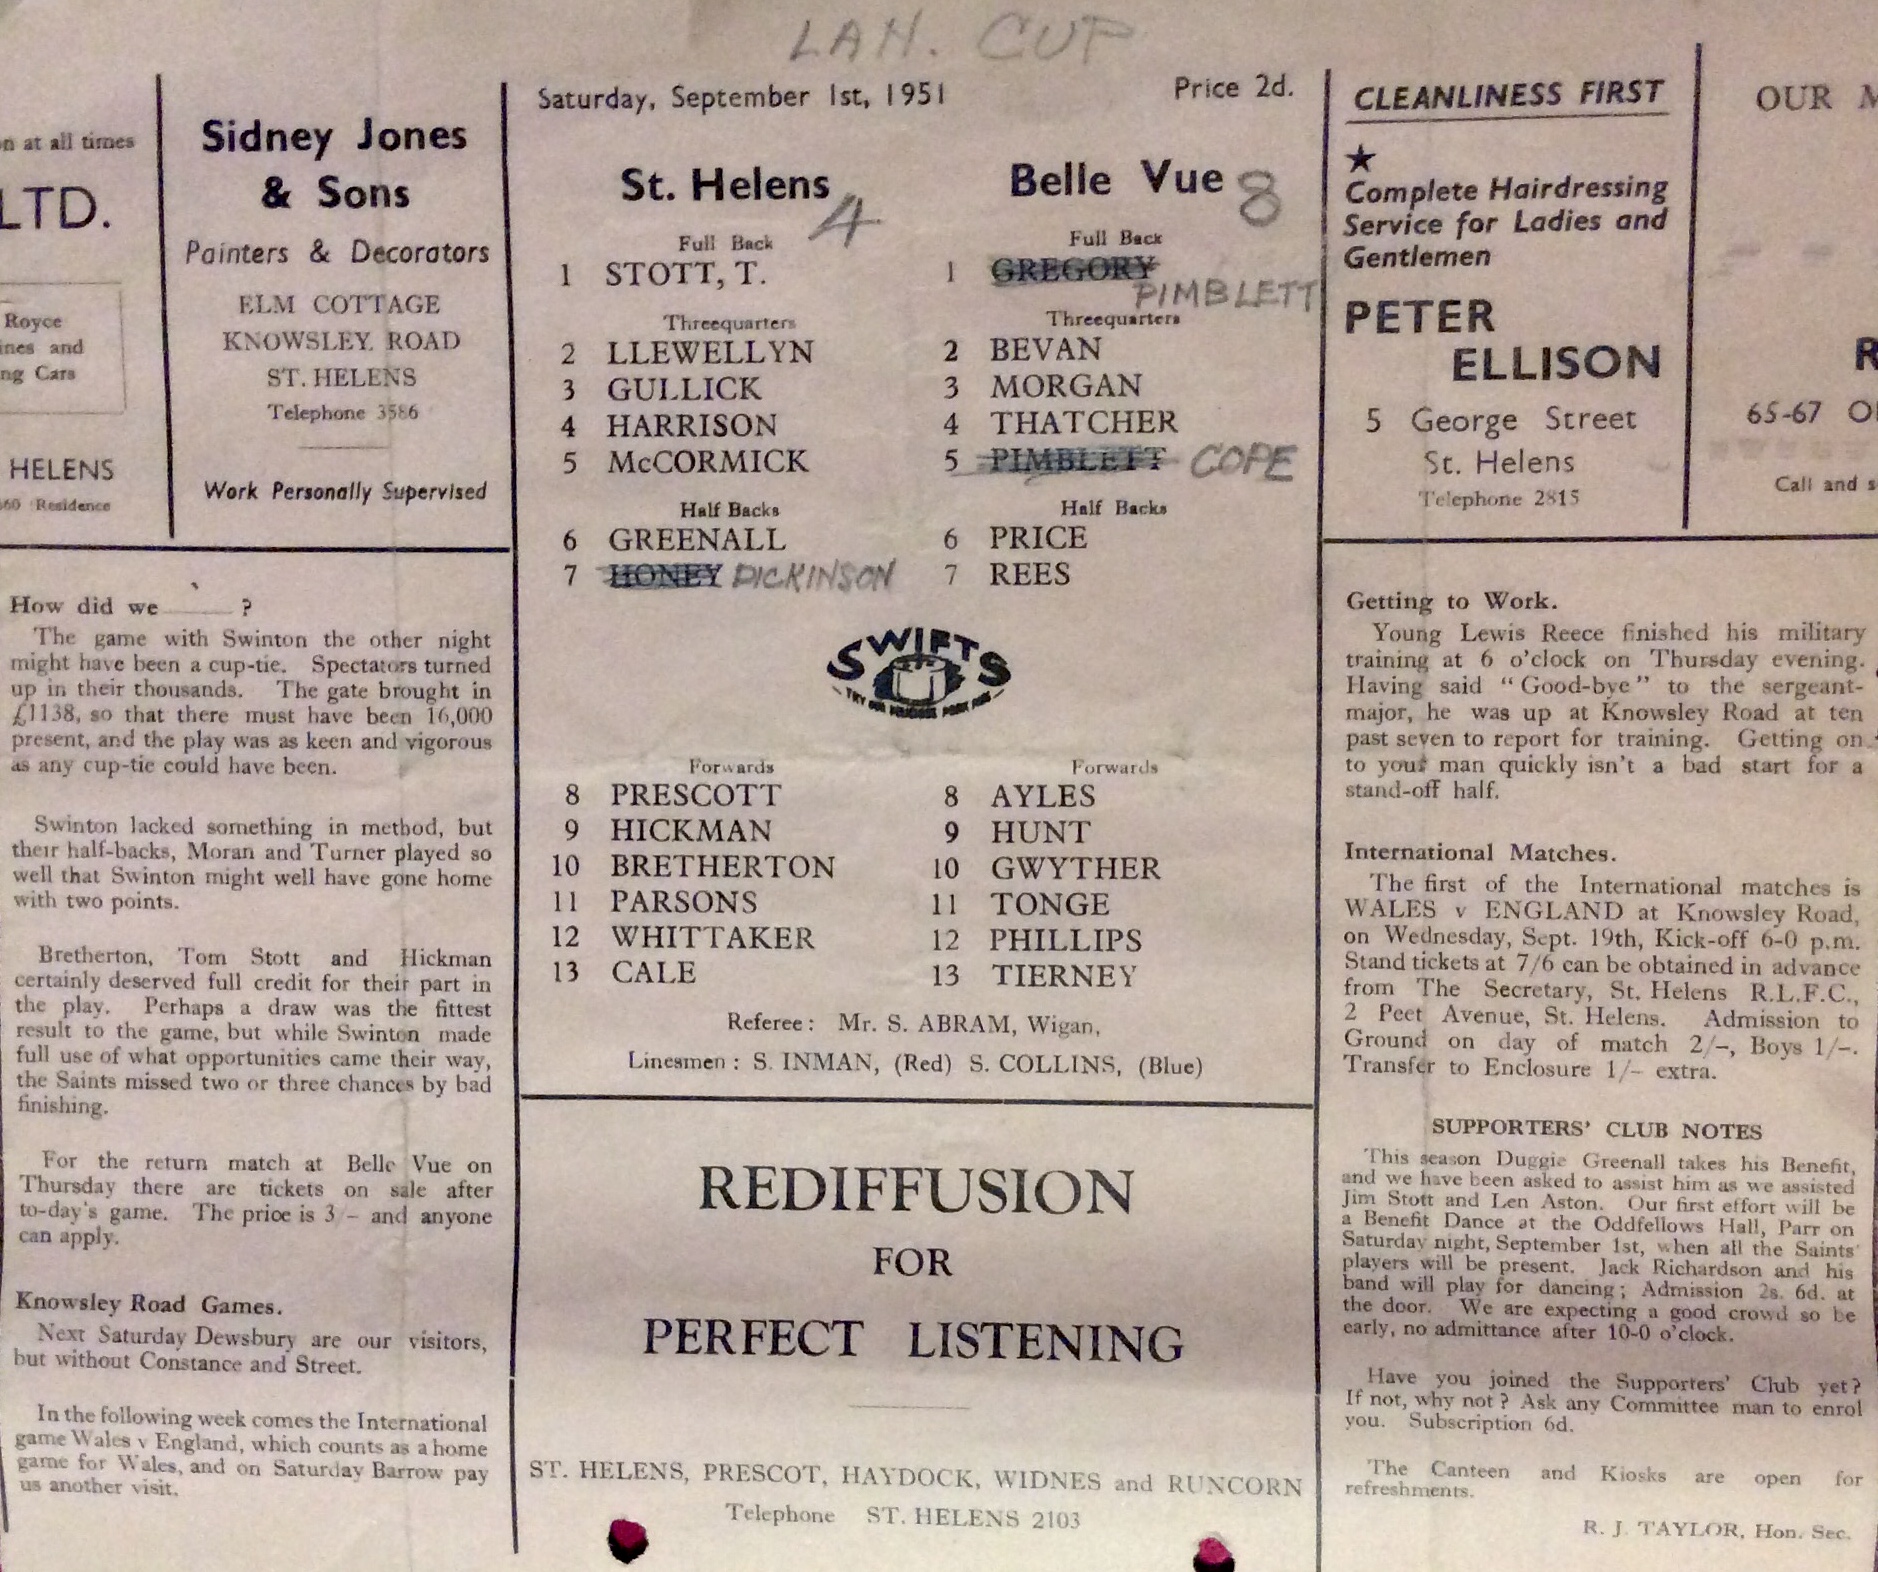 LAN. CUP
n at all times
LTD.
Royce
ines and
ng Cars
HELENS
660 Residence
Sidney Jones
& Sons
Painters & Decorators
ELM COTTAGE
KNOWSLEY. ROAD
ST. HELENS
Telephone 3586
Work Personally Supervised
How did we ____ ?
The game with Swinton the other night
might have been a cup-tie. Spectators turned
up in their thousands. The gate brought in
£1138, so that there must have been 16,000
present, and the play was as keen and vigorous
as any cup-tie could have been.
Swinton lacked something in method, but
their half-backs, Moran and Turner played so
well that Swinton might well have gone home
with two points.
Bretherton, Tom Stott and Hickman
certainly deserved full credit for their part in
the play. Perhaps a draw was the fittest
result to the game, but while Swinton made
full use of what opportunities came their way,
the Saints missed two or three chances by bad
finishing.
For the return match at Belle Vue on
Thursday there are tickets on sale after
to-day's game. The price is 3 – and anyone
can apply.
Knowsley Road Games.
Next Saturday Dewsbury are our visitors,
but without Constance and Street.
In the following week comes the International
game Wales v England, which counts as a home
game for Wales, and on Saturday Barrow pay
us another visit.
Saturday, September 1st, 1951 Price 2d.
St. Helens 4 Belle Vue 8
Full Back Full Back
1 STOTT, T. 1 GREGORY
PIMBLETT
Threequarters Threequarters
2 LLEWELLYN 2 BEVAN
3 GULLICK 3 MORGAN
4 HARRISON 4 THATCHER
5 McCORMICK 5 PIMBLETT COPE
Half Backs Half Backs
6 GREENALL 6 PRICE
7 HONEY DICKINSON 7 REES
SWIFTS
Forwards Forwards
8 PRESCOTT 8 AYLES
9 HICKMAN 9 HUNT
10 BRETHERTON 10 GWYTHER
11 PARSONS 11 TONGE
12 WHITTAKER 12 PHILLIPS
13 CALE 13 TIERNEY
Referee : Mr. S. ABRAM, Wigan,
Linesmen : S. INMAN, (Red) S. COLLINS, (Blue)
REDIFFUSION
FOR
PERFECT LISTENING
ST. HELENS, PRESCOT, HAYDOCK, WIDNES and RUNCORN
Telephone ST. HELENS 2103
CLEANLINESS FIRST
★
Complete Hairdressing
Service for Ladies and
Gentlemen
PETER
ELLISON
5 George Street
St. Helens
Telephone 2815
OUR M
R
65-67 O
Call and s
Getting to Work.
Young Lewis Reece finished his military
training at 6 o'clock on Thursday evening.
Having said "Good-bye" to the sergeant-
major, he was up at Knowsley Road at ten
past seven to report for training. Getting on
to your man quickly isn't a bad start for a
stand-off half.
International Matches.
The first of the International matches is
WALES v ENGLAND at Knowsley Road,
on Wednesday, Sept. 19th, Kick-off 6-0 p.m.
Stand tickets at 7/6 can be obtained in advance
from The Secretary, St. Helens R.L.F.C.,
2 Peet Avenue, St. Helens. Admission to
Ground on day of match 2/–, Boys 1/–.
Transfer to Enclosure 1/– extra.
SUPPORTERS' CLUB NOTES
This season Duggie Greenall takes his Benefit,
and we have been asked to assist him as we assisted
Jim Stott and Len Aston. Our first effort will be
a Benefit Dance at the Oddfellows Hall, Parr on
Saturday night, September 1st, when all the Saints'
players will be present. Jack Richardson and his
band will play for dancing ; Admission 2s. 6d. at
the door. We are expecting a good crowd so be
early, no admittance after 10-0 o'clock.
Have you joined the Supporters' Club yet?
If not, why not ? Ask any Committee man to enrol
you. Subscription 6d.
The Canteen and Kiosks are open for
refreshments.
R. J. TAYLOR, Hon. Sec.